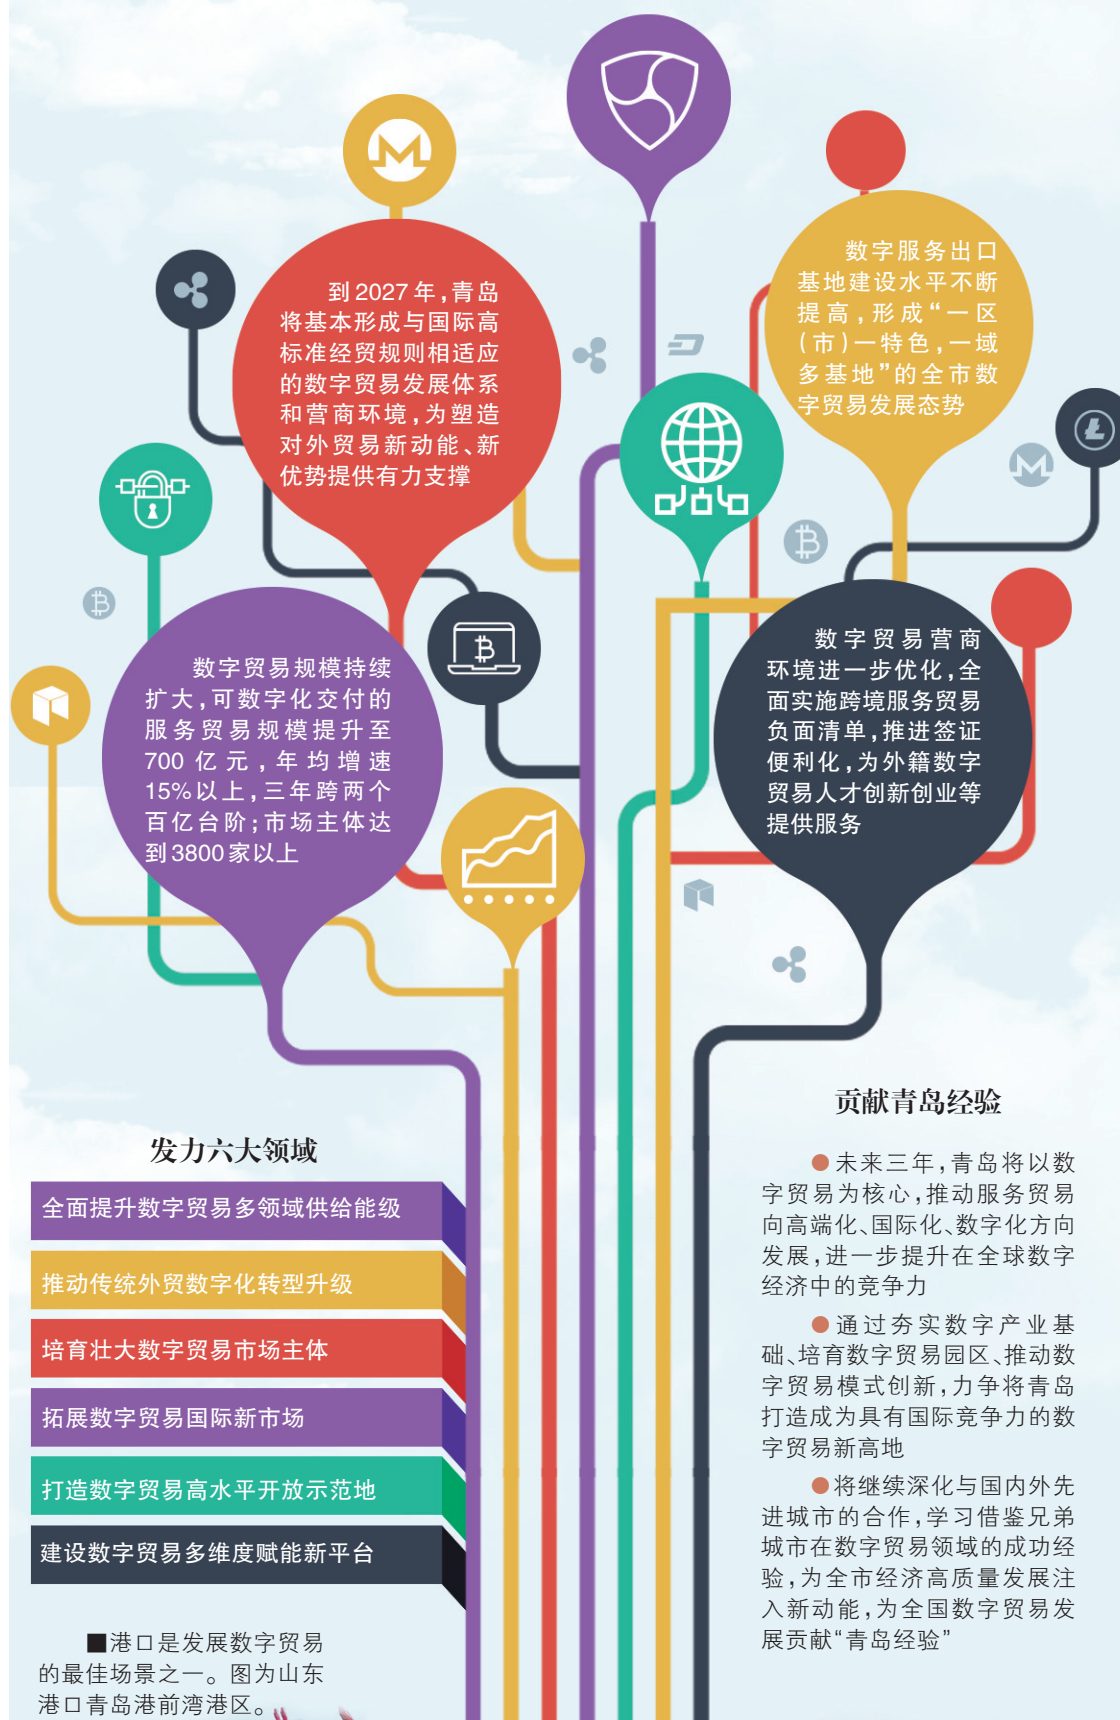 到2027年,青岛
将基本形成与国际高
标准经贸规则相适应
的数字贸易发展体系
和营商环境,为塑造
对外贸易新动能、新
优势提供有力支撑
数字服务出口
基地建设水平不断
提高,形成“一区
(市)一特色,一域
多基地”的全市数
字贸易发展态势
数字贸易规模持续
扩大,可数字化交付的
服务贸易规模提升至
700亿元,年均增速
15%以上,三年跨两个
百亿台阶;市场主体达
到3800家以上
数字贸易营商
环境进一步优化,全
面实施跨境服务贸易
负面清单,推进签证
便利化,为外籍数字
贸易人才创新创业等
提供服务
发力六大领域
全面提升数字贸易多领域供给能级
推动传统外贸数字化转型升级
培育壮大数字贸易市场主体
拓展数字贸易国际新市场
打造数字贸易高水平开放示范地
建设数字贸易多维度赋能新平台
■港口是发展数字贸易
的最佳场景之一。图为山东
港口青岛港前湾港区。
贡献青岛经验
●未来三年,青岛将以数
字贸易为核心,推动服务贸易
向高端化、国际化、数字化方向
发展,进一步提升在全球数字
经济中的竞争力
●通过夯实数字产业基
础、培育数字贸易园区、推动数
字贸易模式创新,力争将青岛
打造成为具有国际竞争力的数
字贸易新高地
●将继续深化与国内外先
进城市的合作,学习借鉴兄弟
城市在数字贸易领域的成功经
验,为全市经济高质量发展注
入新动能,为全国数字贸易发
展贡献“青岛经验”